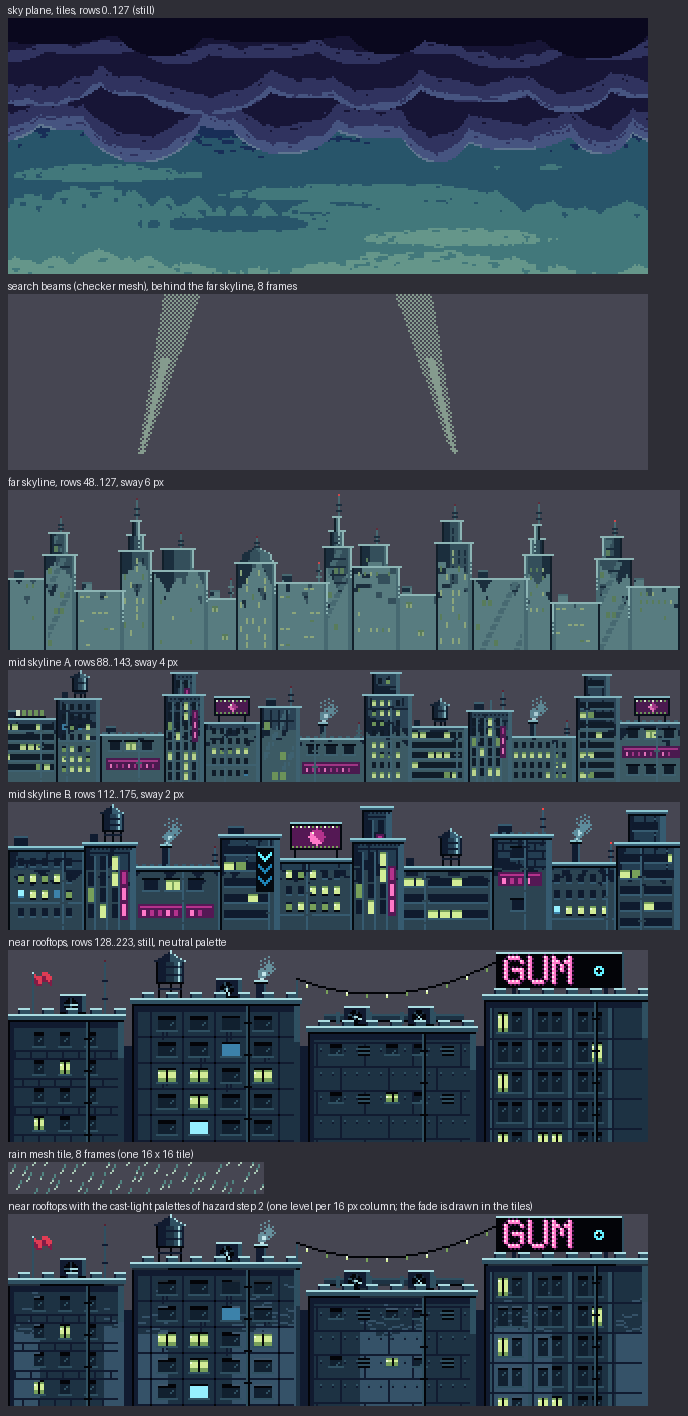 sky plane, tiles, rows 0..127 (still)
search beams (checker mesh), behind the far skyline, 8 frames
far skyline, rows 48..127, sway 6 px
mid skyline A, rows 88..143, sway 4 px
mid skyline B, rows 112..175, sway 2 px
near rooftops, rows 128..223, still, neutral palette
GUM
rain mesh tile, 8 frames (one 16 x 16 tile)
near rooftops with the cast-light palettes of hazard step 2 (one level per 16 px column; the fade is drawn in the tiles)
GUM